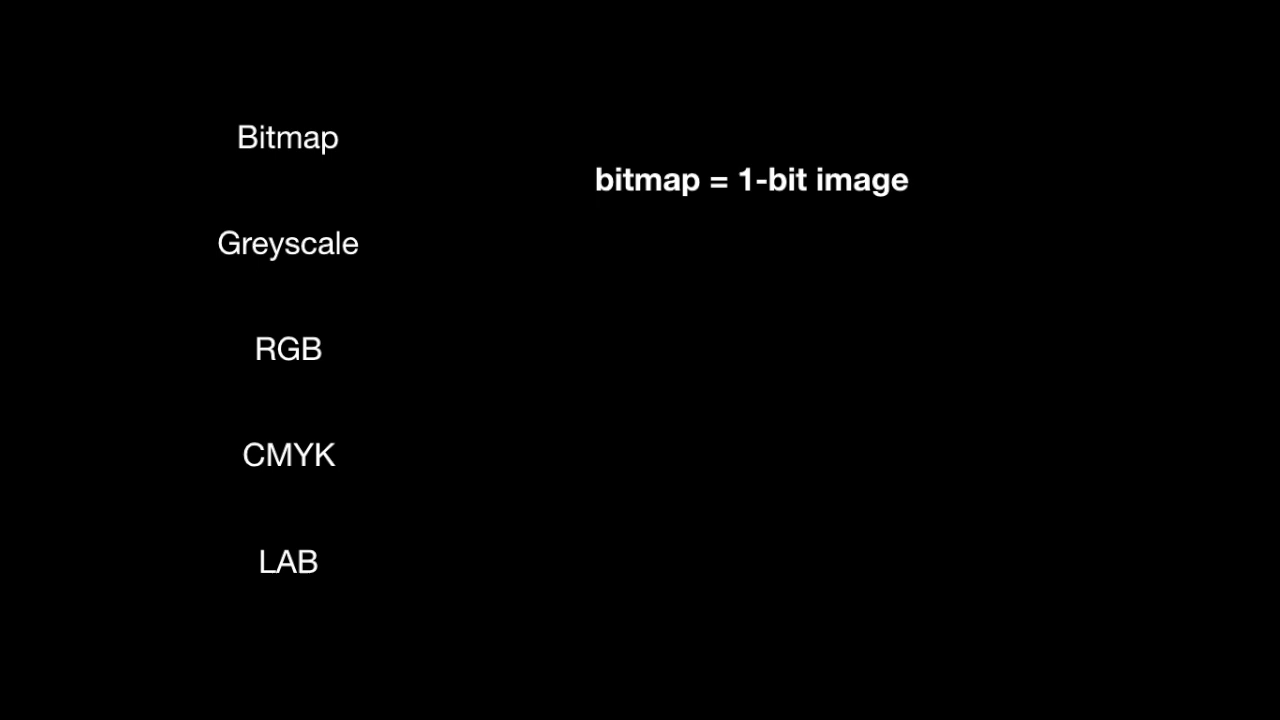 Bitmap
bitmap = 1-bit image
Greyscale
RGB
CMYK
LAB